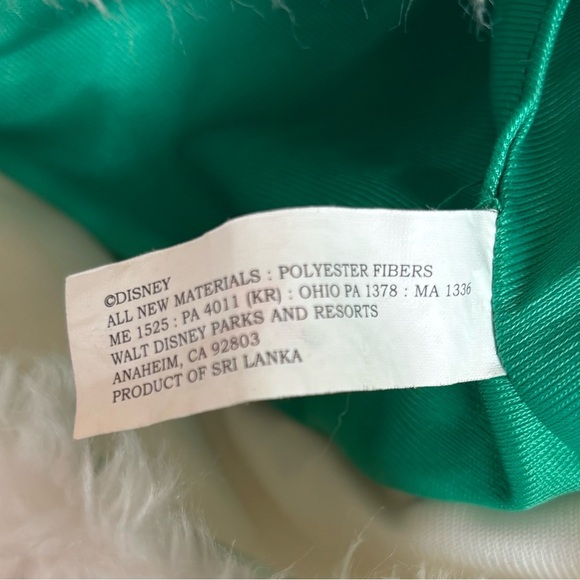 ©DISNEY
ALL NEW MATERIALS : POLYESTER FIBERS
ME 1525 : PA 4011 (KR) : OHIO PA 1378 : MA 1336
WALT DISNEY PARKS AND RESORTS
ANAHEIM, CA 92803
PRODUCT OF SRI LANKA